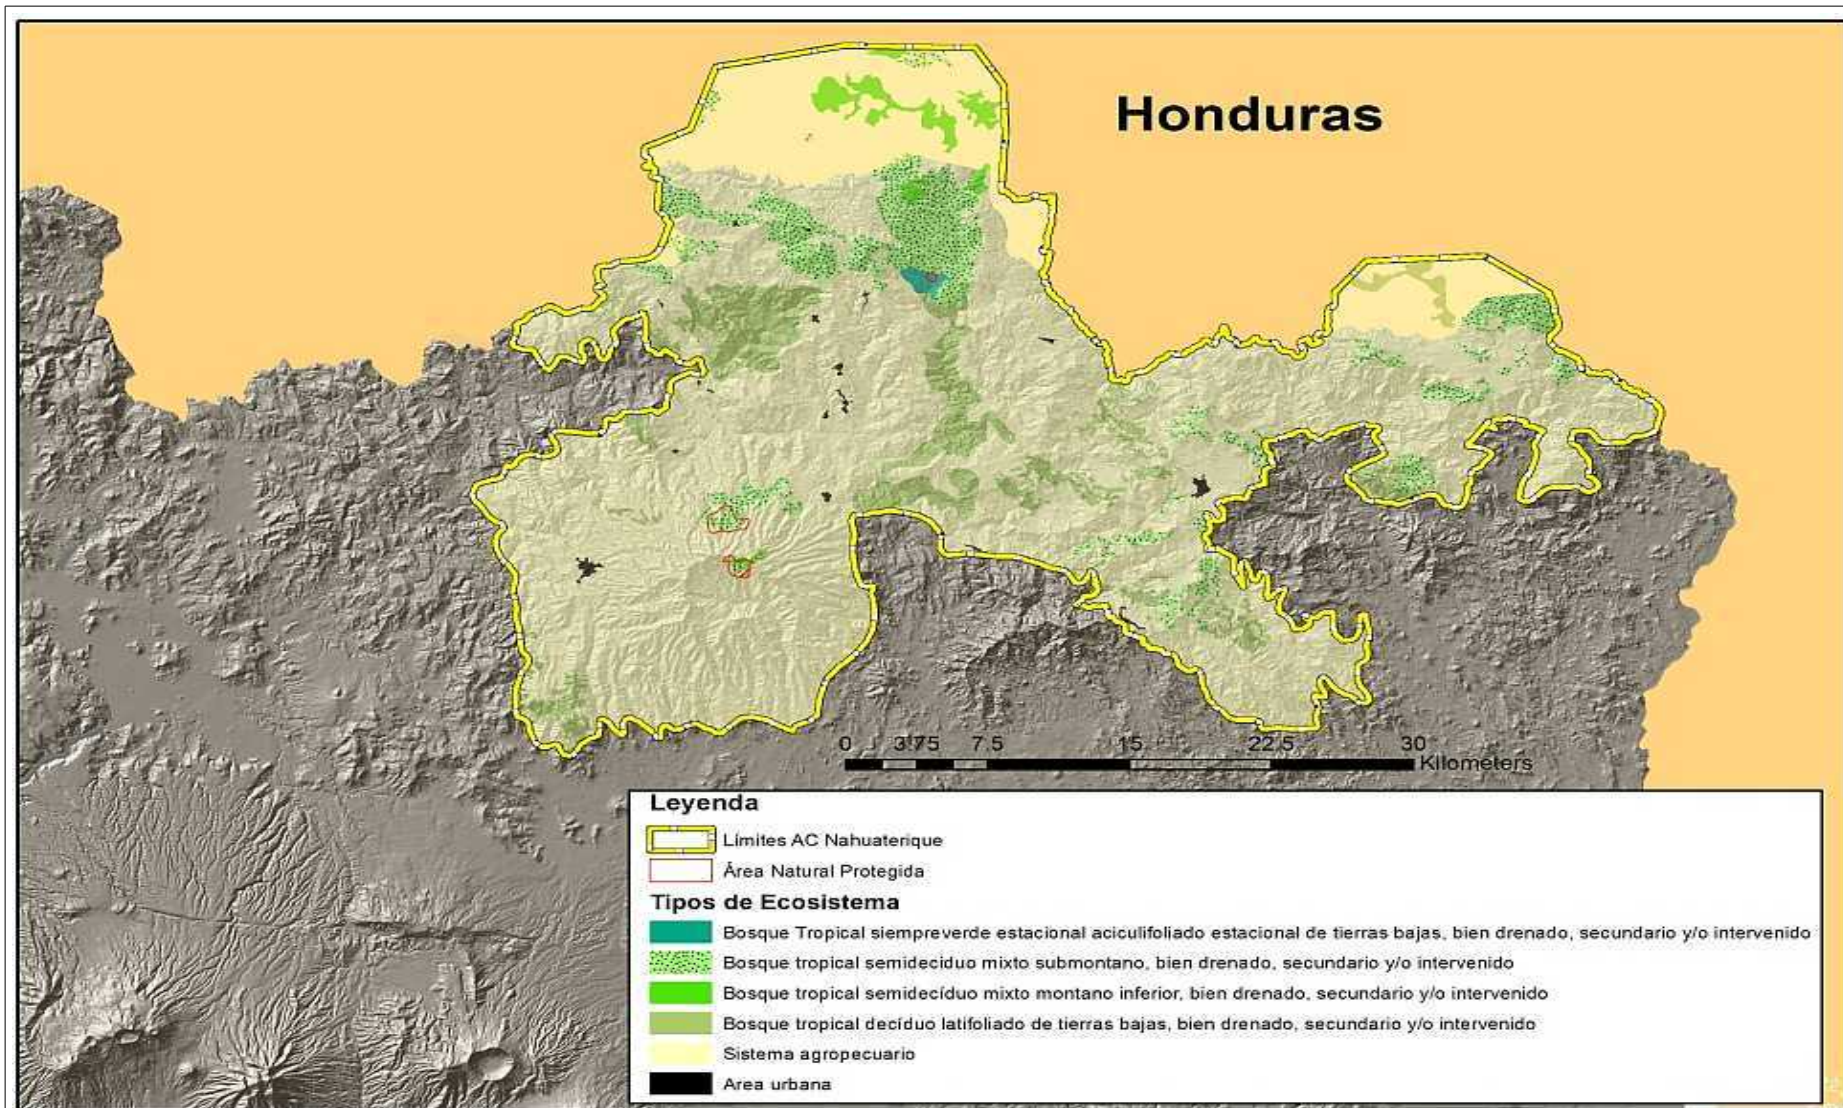 Honduras
0 3.75 7.5 15 22.5 30
Kilometers
Leyenda
Límites AC Nahuaterique
Área Natural Protegida
Tipos de Ecosistema
Bosque Tropical siempreverde estacional aciculifoliado estacional de tierras bajas, bien drenado, secundario y/o intervenido
Bosque tropical semideciduo mixto submontano, bien drenado, secundario y/o intervenido
Bosque tropical semidecíduo mixto montano inferior, bien drenado, secundario y/o intervenido
Bosque tropical decíduo latifoliado de tierras bajas, bien drenado, secundario y/o intervenido
Sistema agropecuario
Area urbana